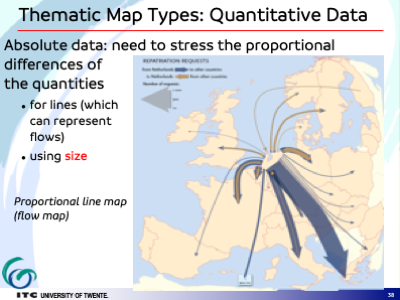 Thematic Map Types: Quantitative Data
Absolute data: need to stress the proportional
differences of
the quantities
• for lines (which
can represent
flows)
• using size
Proportional line map
(flow map)
REPATRIATION REQUESTS
from Netherlands to other countries
to Netherlands from other countries
Number of requests
ITC UNIVERSITY OF TWENTE.
38